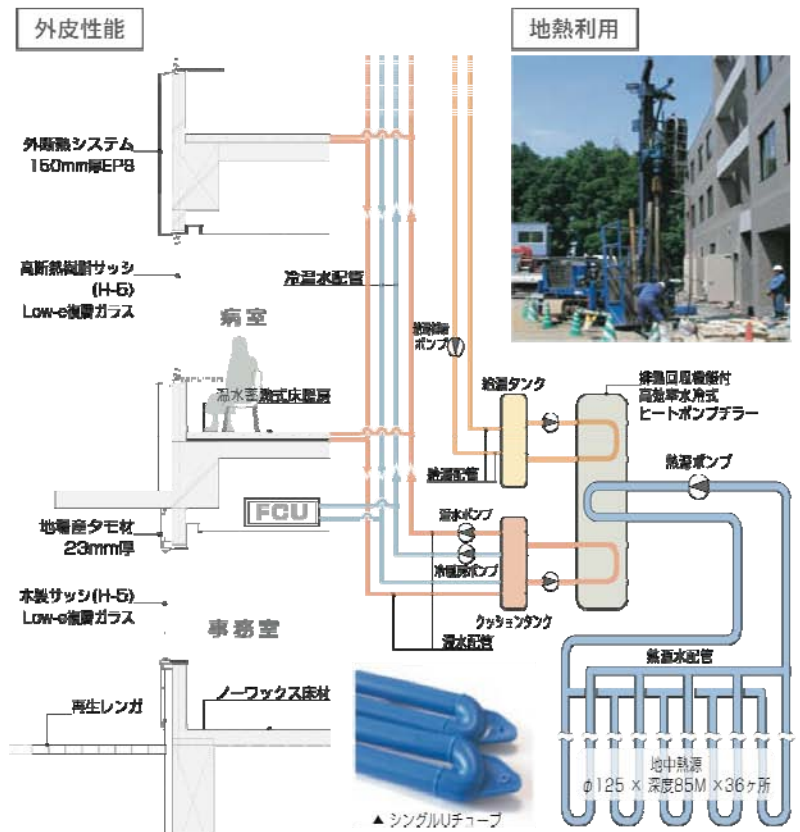 外皮性能
地熱利用
外断熱システム
150mm厚EPS
高断熱樹脂サッシ
(H-5)
Low-e複層ガラス
病室
冷温水配管
ポンプ
温水蓄熱式床暖房
給湯タンク
排熱回収機能付
高効率水冷式
ヒートポンプチラー
給湯配管
熱源ポンプ
FCU
地場産タモ材
23mm厚
温水ポンプ
冷暖房ポンプ
木製サッシ(H-5)
Low-e複層ガラス
事務室
クッションタンク
温水配管
熱源水配管
再生レンガ
ノーワックス床材
地中熱源
φ125 × 深度85M ×36ヶ所
▲ シングルUチューブ